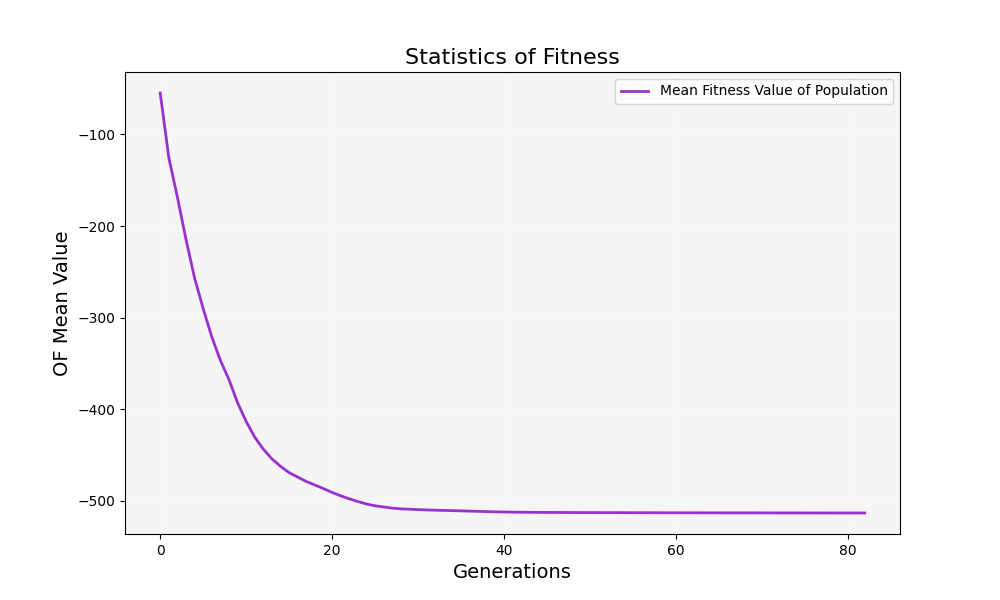 Statistics of Fitness
Mean Fitness Value of Population
OF Mean Value
−100
−200
−300
−400
−500
0 20 40 60 80
Generations